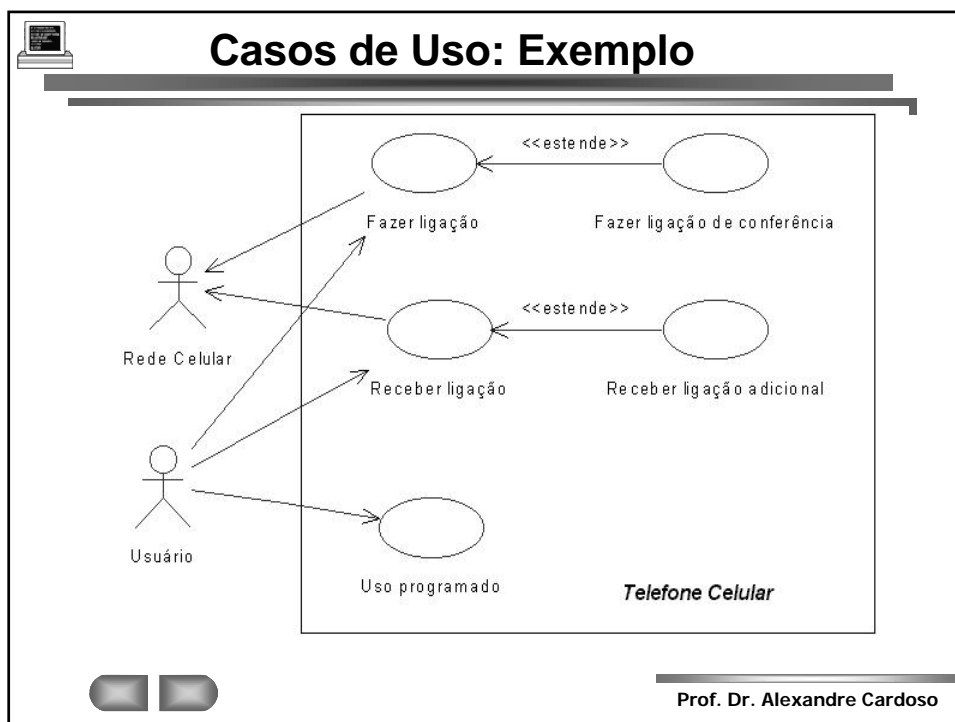 Casos de Uso: Exemplo
<<estende>>
Fazer ligação
Fazer ligação de conferência
<<estende>>
Rede Celular
Receber ligação
Receber ligação adicional
Usuário
Uso programado
Telefone Celular
Prof. Dr. Alexandre Cardoso